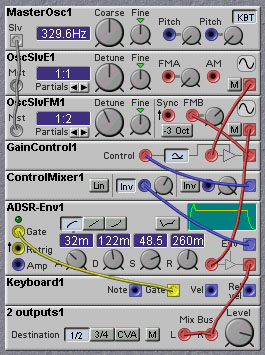 MasterOsc1 Coarse Fine Pitch Pitch KBT
Slv 329.6Hz
OscSlvE1 Detune Fine FMA AM
Mst 1:1
Partials M
OscSlvFM1 Detune Fine Sync FMB
1:2
Mst Partials -3 Oct M
GainControl1
Control
ControlMixer1 Lin Inv Inv
ADSR-Env1
Gate 32m 122m 48.5 260m
Retrig Env
Amp A D S R
Keyboard1 Note Gate Vel Rel vel
2 outputs1 Mix Bus Level
Destination 1/2 3/4 CVA M L R